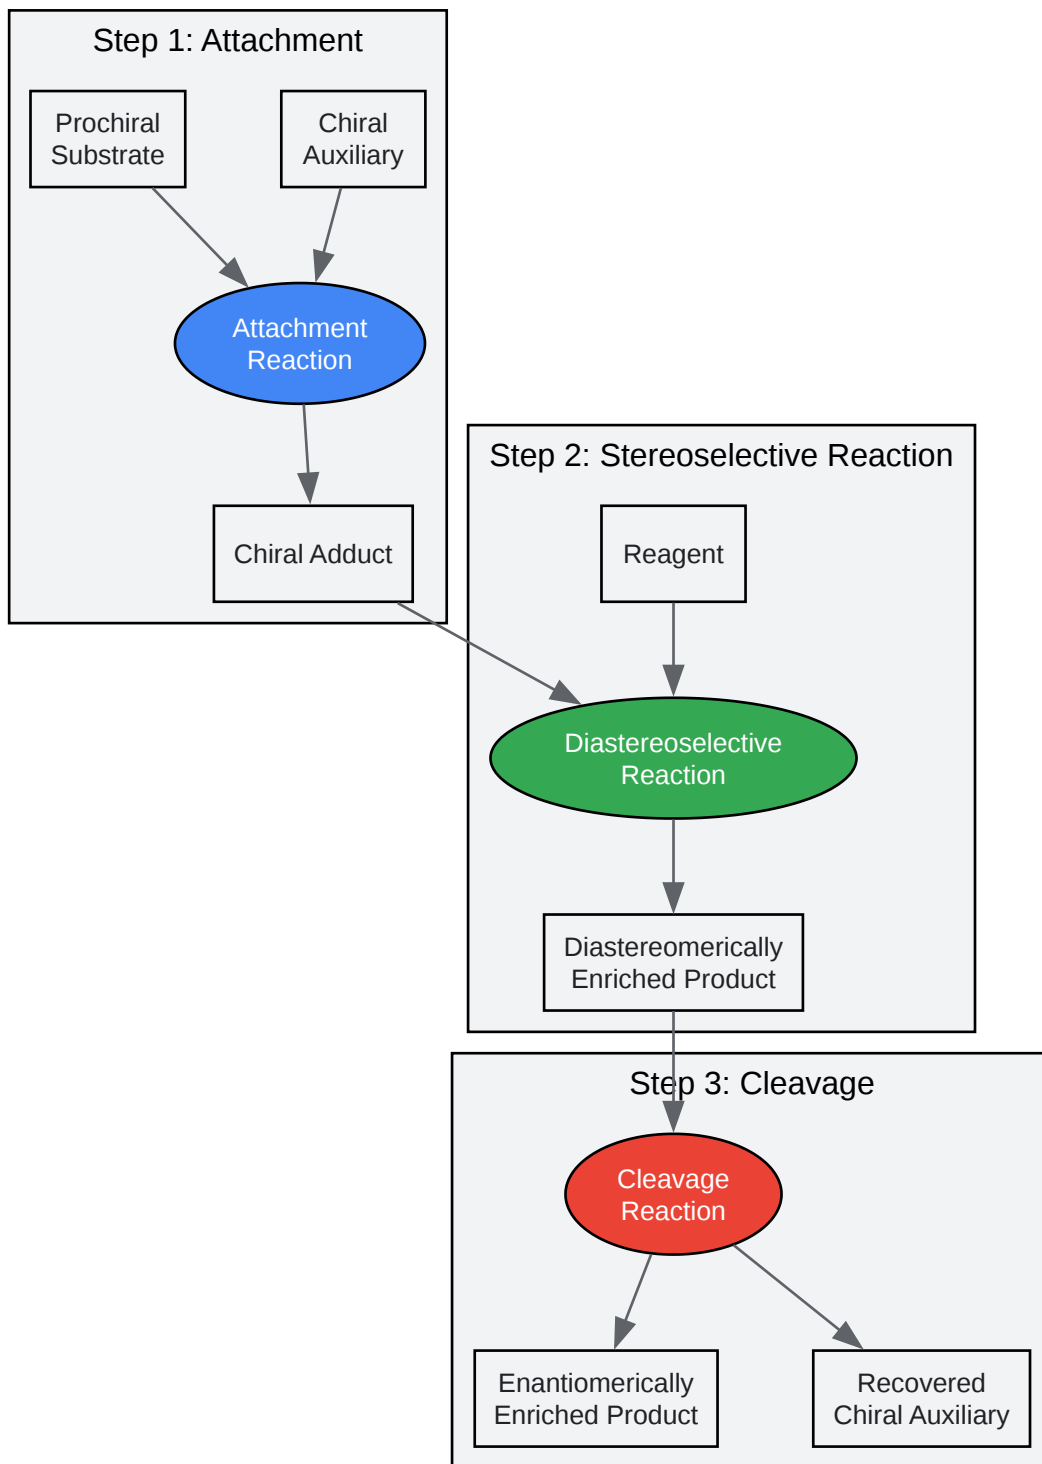 Step 1: Attachment
Prochiral
Substrate
Chiral
Auxiliary
Attachment
Reaction
Chiral Adduct
Step 2: Stereoselective Reaction
Reagent
Diastereoselective
Reaction
Diastereomerically
Enriched Product
Step 3: Cleavage
Cleavage
Reaction
Enantiomerically
Enriched Product
Recovered
Chiral Auxiliary